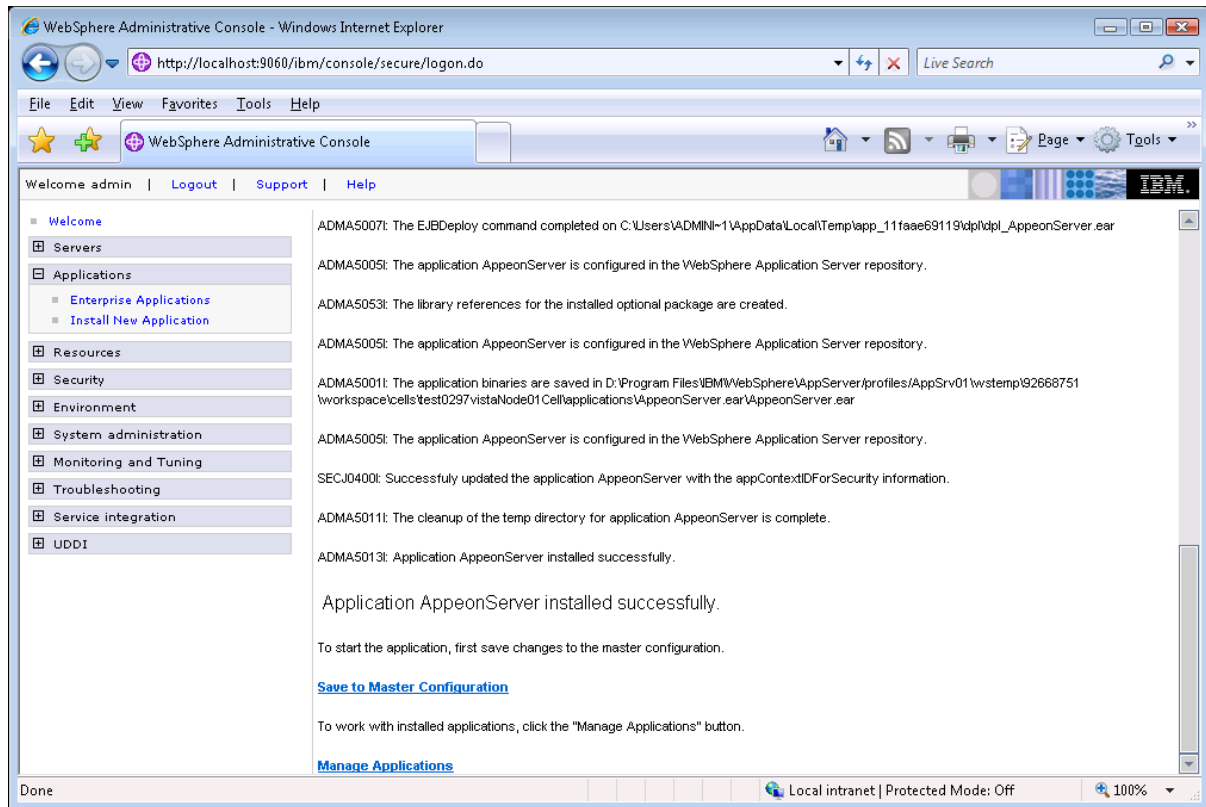 WebSphere Administrative Console - Windows Internet Explorer
http://localhost:9060/ibm/console/secure/logon.do
Live Search
File Edit View Favorites Tools Help
WebSphere Administrative Console
Page Tools
Welcome admin | Logout | Support | Help
IBM.
Welcome
Servers
Applications
Enterprise Applications
Install New Application
Resources
Security
Environment
System administration
Monitoring and Tuning
Troubleshooting
Service integration
UDDI
ADMA5007I: The EJBDeploy command completed on C:\Users\ADMINI~1\AppData\Local\Temp\app_11faae69119\dpl\dpl_AppeonServer.ear
ADMA5005I: The application AppeonServer is configured in the WebSphere Application Server repository.
ADMA5053I: The library references for the installed optional package are created.
ADMA5005I: The application AppeonServer is configured in the WebSphere Application Server repository.
ADMA5001I: The application binaries are saved in D:\Program Files\IBM\WebSphere\AppServer/profiles/AppSrv01\wstemp\92668751
\workspace\cells\test0297vistaNode01Cell\applications\AppeonServer.ear\AppeonServer.ear
ADMA5005I: The application AppeonServer is configured in the WebSphere Application Server repository.
SECJ0400I: Successfuly updated the application AppeonServer with the appContextIDForSecurity information.
ADMA5011I: The cleanup of the temp directory for application AppeonServer is complete.
ADMA5013I: Application AppeonServer installed successfully.
Application AppeonServer installed successfully.
To start the application, first save changes to the master configuration.
Save to Master Configuration
To work with installed applications, click the "Manage Applications" button.
Manage Applications
Done
Local intranet | Protected Mode: Off
100%